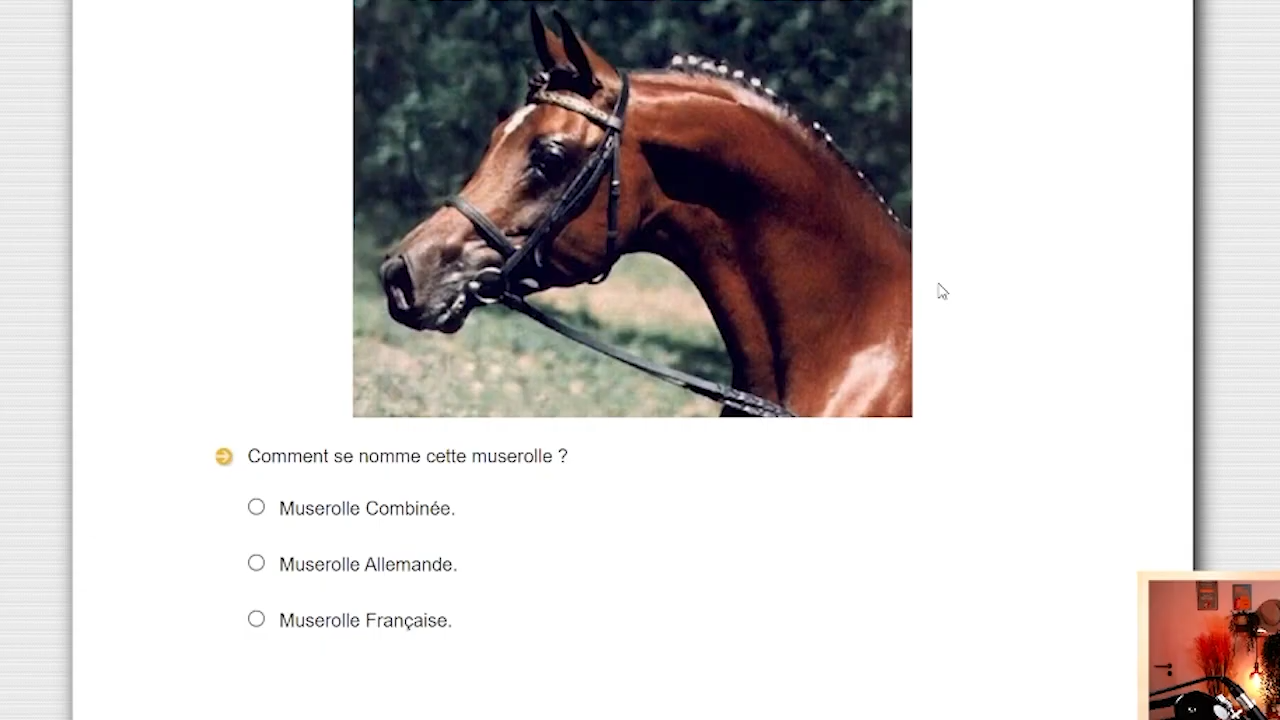 Comment se nomme cette muserolle ?
Muserolle Combinée.
Muserolle Allemande.
Muserolle Française.